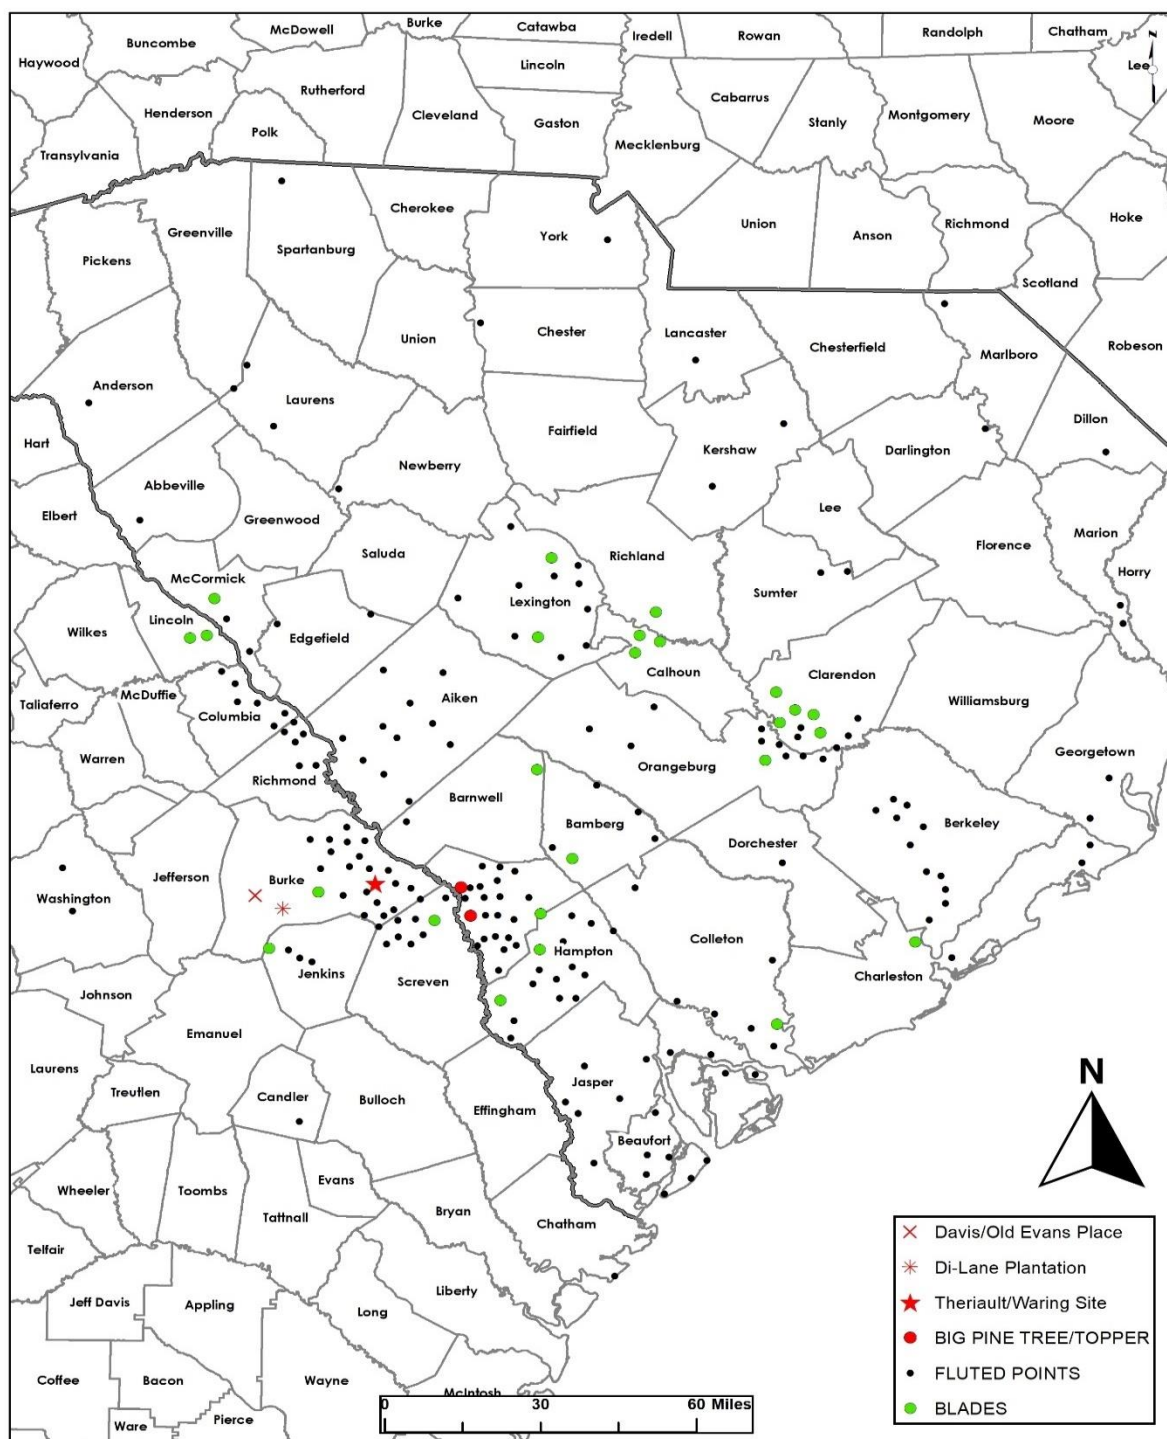 McDowell
Burke
Catawba
Iredell
Rowan
Randolph
Chatham
Buncombe
Haywood
Lincoln
Lee
Z
Rutherford
Cabarrus
Henderson
Cleveland
Gaston
Stanly
Montgomery
Moore
Polk
Mecklenburg
Transylvania
Cherokee
Greenville
York
Union
Anson
Richmond
Hoke
Spartanburg
Pickens
Scotland
Union
Chester
Lancaster
Chesterfield
Marlboro
Robeson
Anderson
Laurens
Dillon
Hart
Fairfield
Kershaw
Darlington
Newberry
Abbeville
Lee
Elbert
Greenwood
Marion
Florence
Saluda
Richland
Horry
McCormick
Sumter
Lexington
Lincoln
Wilkes
Edgefield
Calhoun
Clarendon
McDuffie
Aiken
Williamsburg
Taliaferro
Columbia
Warren
Georgetown
Orangeburg
Richmond
Barnwell
Bamberg
Berkeley
Dorchester
Jefferson
Burke
Washington
Colleton
Hampton
Jenkins
Charleston
Screven
Johnson
Emanuel
Laurens
Jasper
Treutlen
Candler
Bulloch
Effingham
Beaufort
Evans
Wheeler
Toombs
Tattnall
Bryan
Chatham
Telfair
Liberty
Jeff Davis
Appling
Long
Coffee
Bacon
Wayne
McIntosh
Ware
Pierce
N
Davis/Old Evans Place
Di-Lane Plantation
Theriault/Waring Site
BIG PINE TREE/TOPPER
FLUTED POINTS
BLADES
0 30 60 Miles